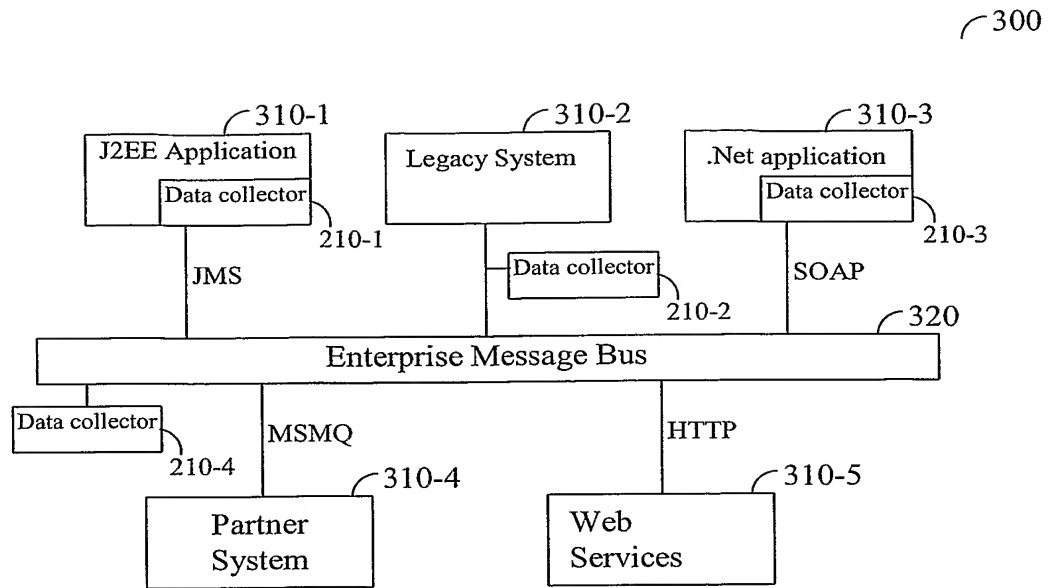 300
310-1
310-2
310-3
J2EE Application
Legacy System
.Net application
Data collector
Data collector
210-1
210-3
JMS
Data collector
SOAP
210-2
320
Enterprise Message Bus
Data collector
MSMQ
HTTP
210-4
310-4
310-5
Partner
System
Web
Services